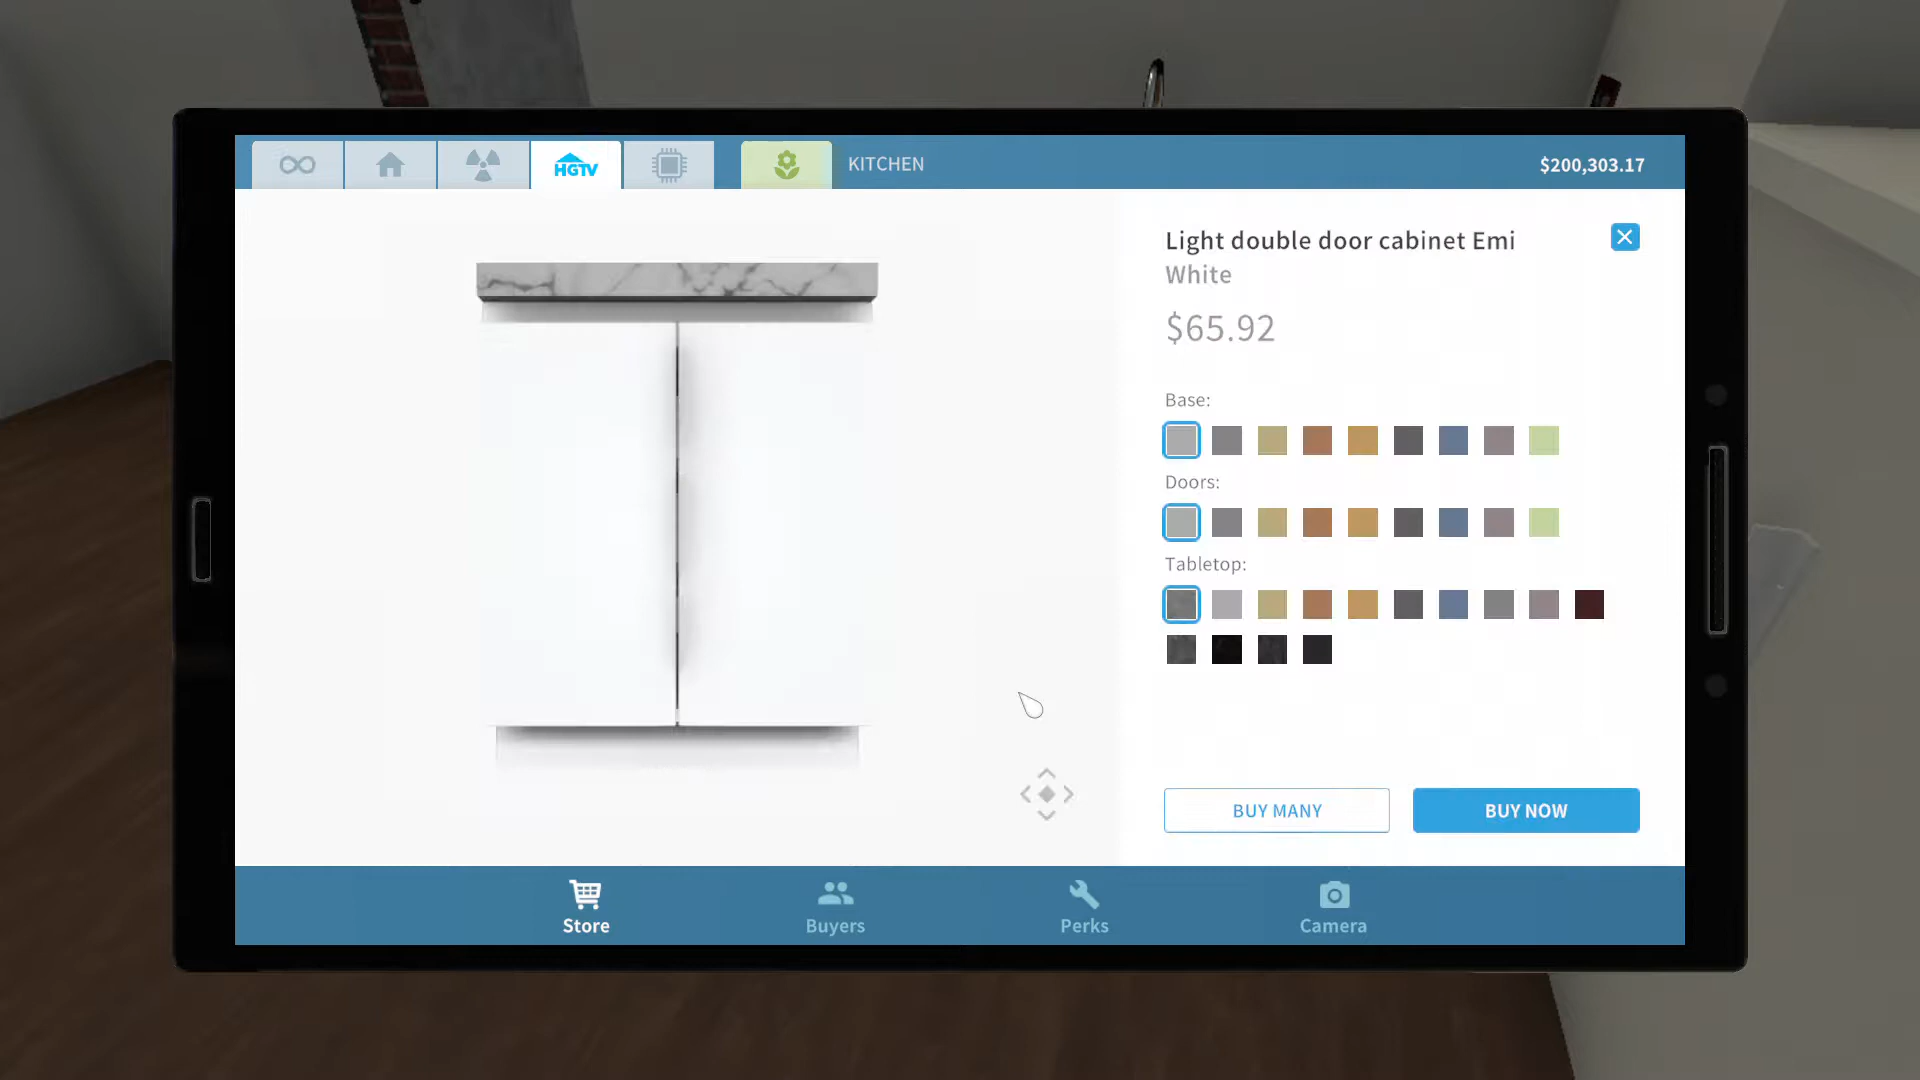 HGTV
KITCHEN
$200,303.17
Light double door cabinet Emi
White
$65.92
Base:
Doors:
Tabletop:
BUY MANY
BUY NOW
Store
Buyers
Perks
Camera